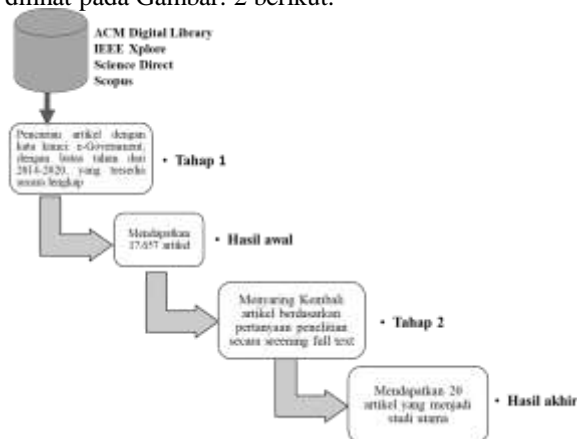 dilihat pada Gambar. 2 berikut.
ACM Digital Library
IEEE Xplore
Science Direct
Scopus
Pencarian artikel dengan
kata kunci e-Government,
dengan batas tahun dari
2014-2020, yang tersedia
secara lengkap
• Tahap 1
Mendapatkan
17.657 artikel
• Hasil awal
Menyaring Kembali
artikel berdasarkan
pertanyaan penelitian
secara full text
• Tahap 2
Mendapatkan 20
artikel yang menjadi
studi utama
• Hasil akhir